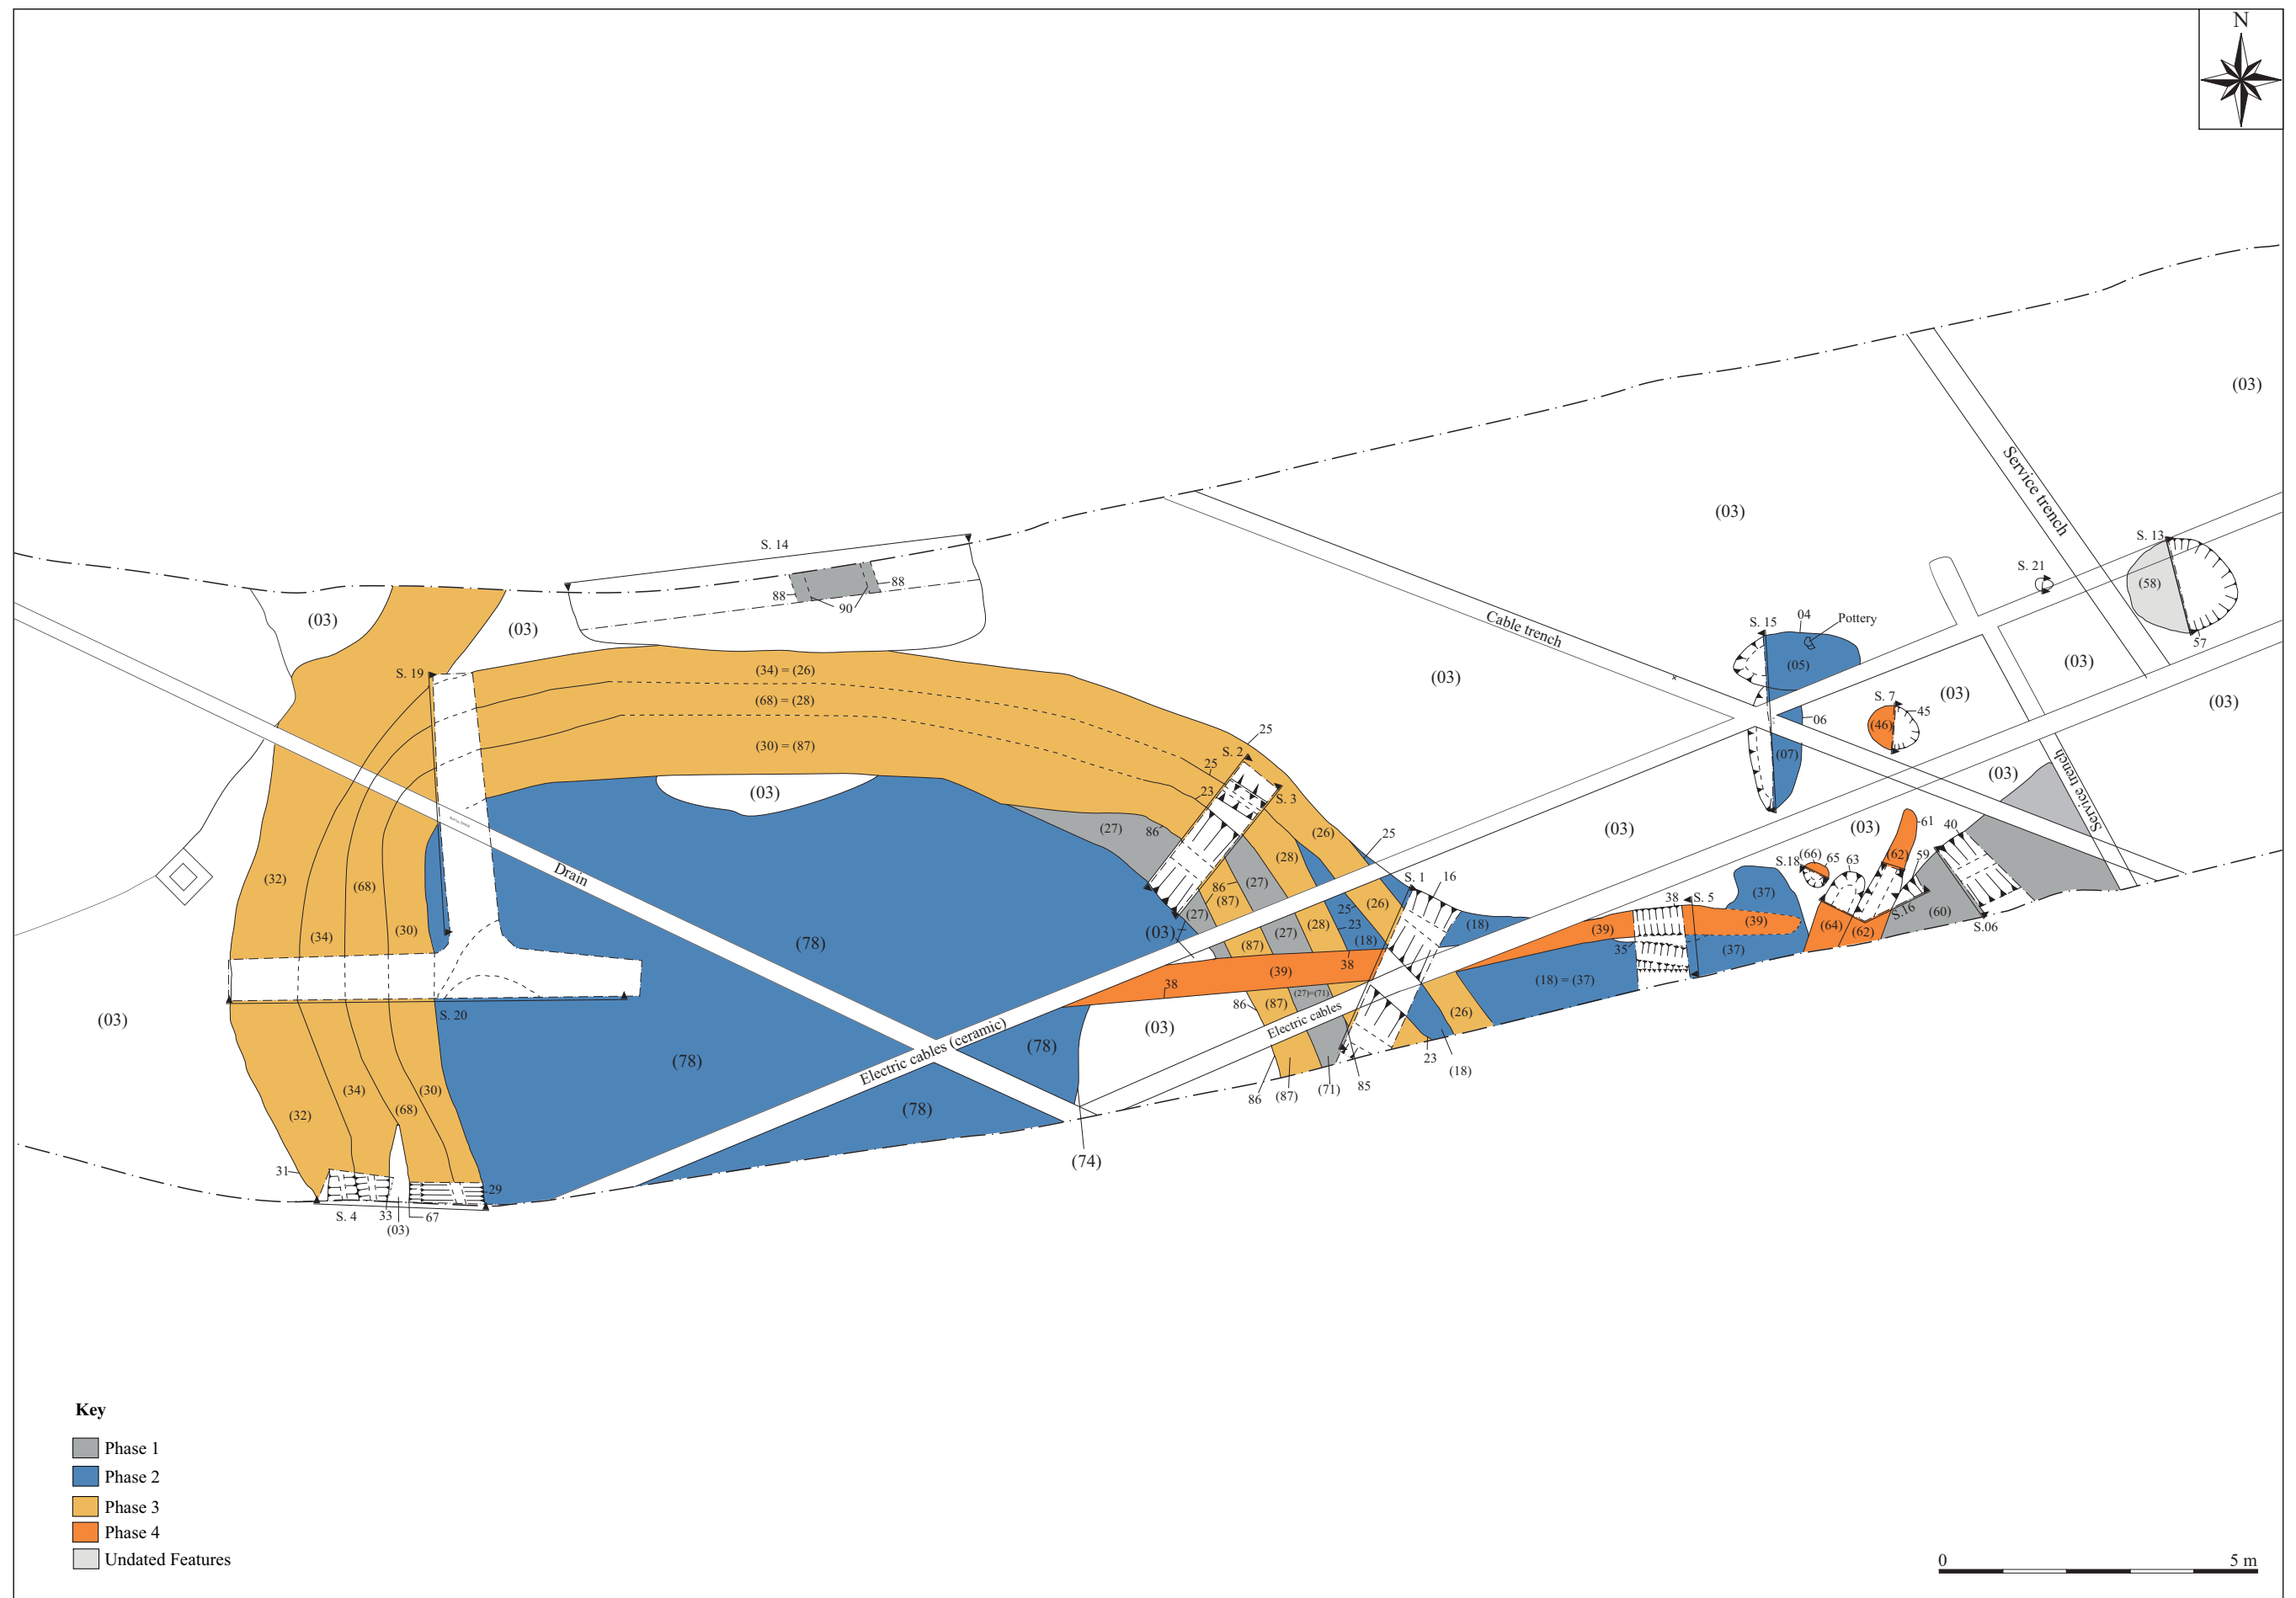 N
(03)
Service trench
(03)
S. 13
S. 14
S. 21
(58)
88
88
90
04
Pottery
S. 15
57
(03)
(03)
Cable trench
(05)
(03)
(34) = (26)
S. 19
(03)
(03)
S. 7
(03)
(68) = (28)
(03)
45
06
(46)
25
(30) = (87)
S. 2
(07)
25
(03)
Service trench
(03)
23
S. 3
61
(27)
86
(26)
25
(03)
(03)
40
(28)
(66)
65
63
(62)
59
S.18
Drain
(32)
(68)
86
(27)
S. 1
16
(87)
(37)
38
S. 5
(27)
25
(26)
S.16
(60)
(39)
(34)
(30)
(03)
(27)
(28)
23
(18)
(39)
(64)
(62)
S.06
(78)
(87)
(18)
35
(37)
38
(39)
(18) = (37)
38
(27)=(71)
86
(87)
(26)
S. 20
(03)
(03)
Electric cables
Electric cables (ceramic)
(78)
(78)
23
(18)
(34)
(30)
86
(87)
(71)
85
(68)
(32)
(78)
(74)
31
29
S. 4
33
67
(03)
Key
Phase 1
Phase 2
Phase 3
Phase 4
Undated Features
0
5 m